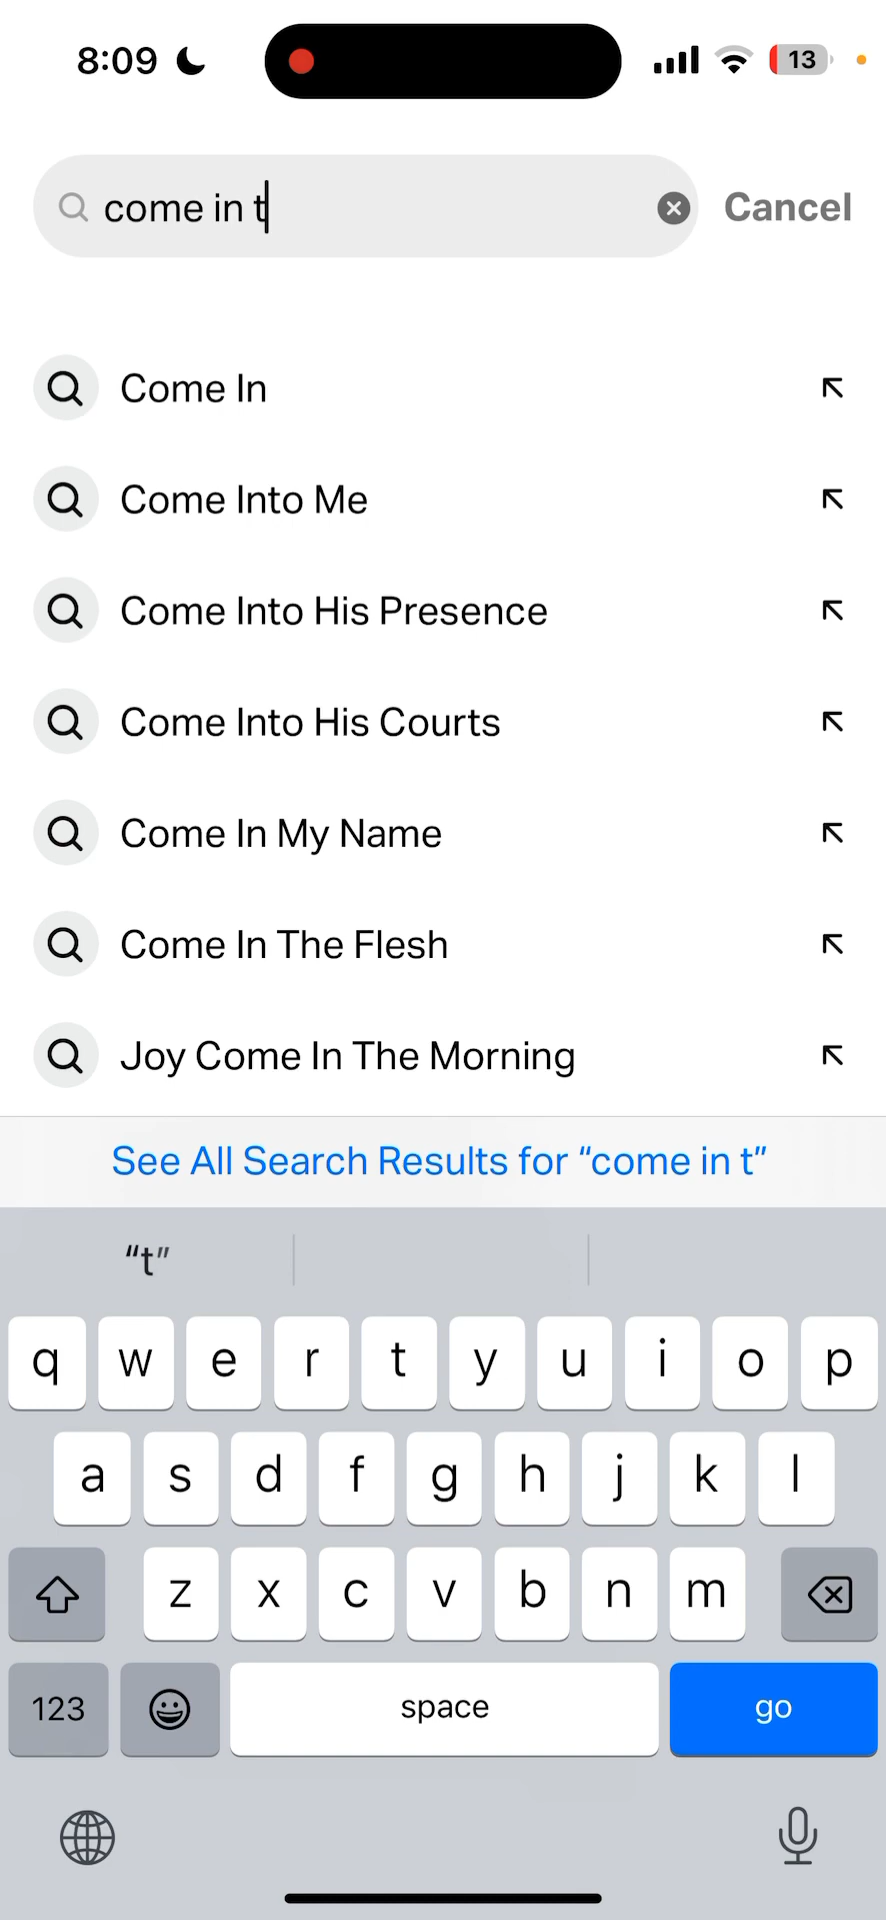 8:09
13
come in t
Cancel
Come In
Come Into Me
Come Into His Presence
Come Into His Courts
Come In My Name
Come In The Flesh
Joy Come In The Morning
See All Search Results for “come in t”
“t”
q w e r t y u i o p
a s d f g h j k l
z x c v b n m
123 space go